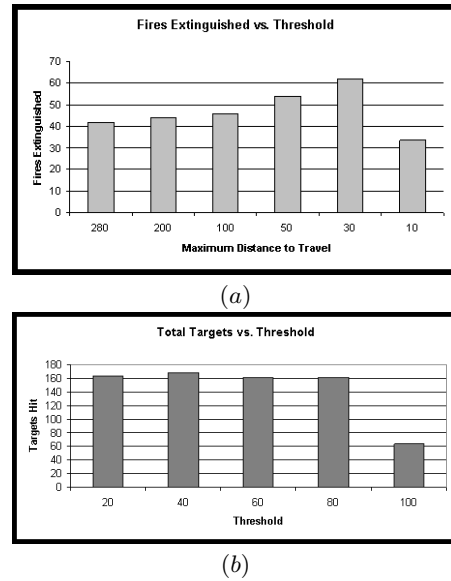 Fires Extinguished vs. Threshold
Fires Extinguished
70
60
50
40
30
20
10
0
280 200 100 50 30 10
Maximum Distance to Travel
(a)
Total Targets vs. Threshold
Targets Hit
180
160
140
120
100
80
60
40
20
0
20 40 60 80 100
Threshold
(b)